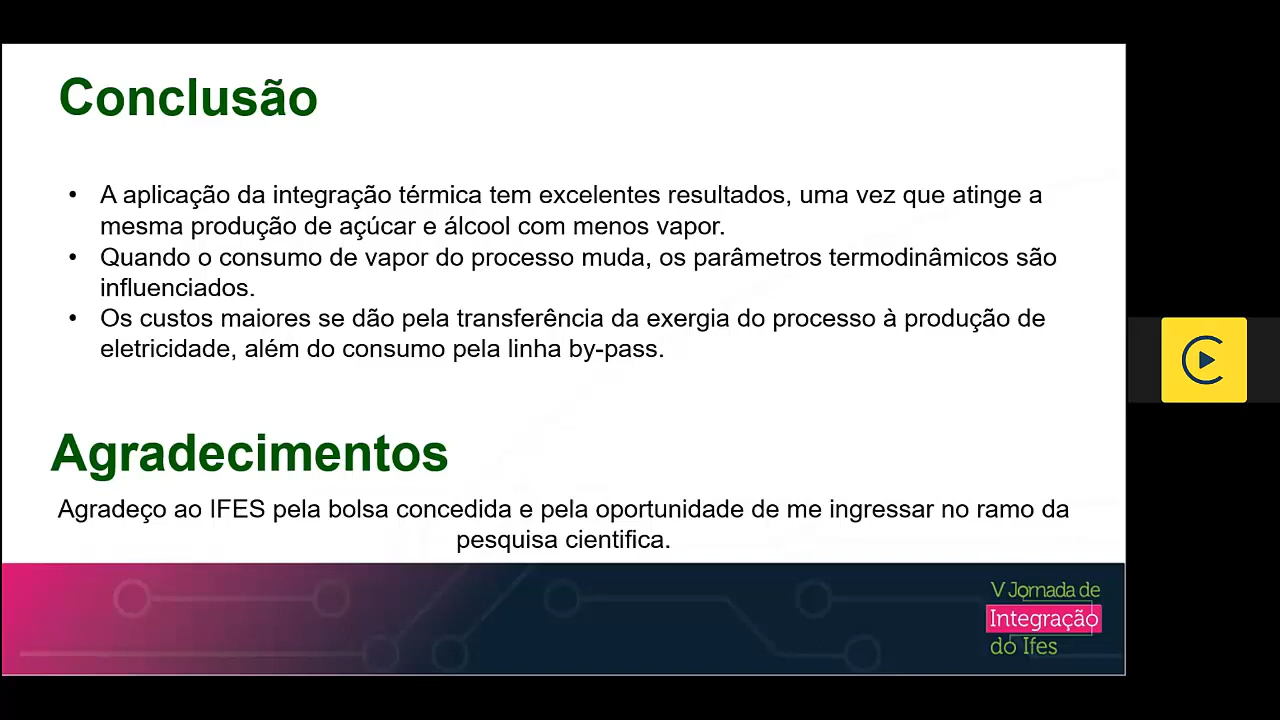 Conclusão
• A aplicação da integração térmica tem excelentes resultados, uma vez que atinge a
mesma produção de açúcar e álcool com menos vapor.
• Quando o consumo de vapor do processo muda, os parâmetros termodinâmicos são
influenciados.
• Os custos maiores se dão pela transferência da exergia do processo à produção de
eletricidade, além do consumo pela linha by-pass.
Agradecimentos
Agradeço ao IFES pela bolsa concedida e pela oportunidade de me ingressar no ramo da
pesquisa cientifica.
V Jornada de
Integração
do Ifes